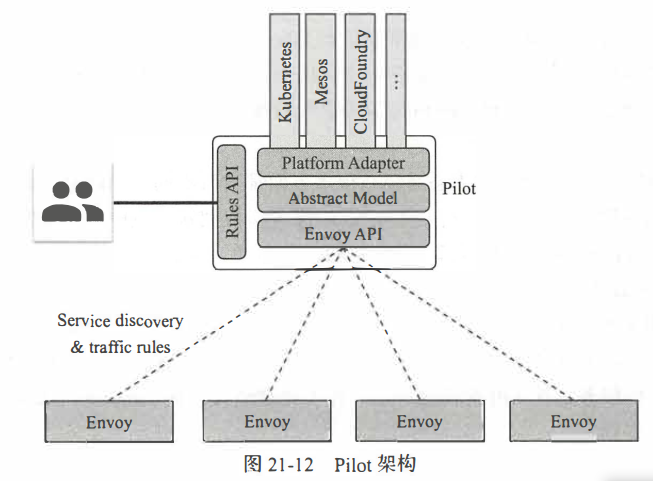 Kubernetes
Mesos
CloudFoundry
...
Rules API
Platform Adapter
Abstract Model
Envoy API
Pilot
Service discovery
& traffic rules
Envoy
Envoy
Envoy
Envoy
图 21-12 Pilot 架构